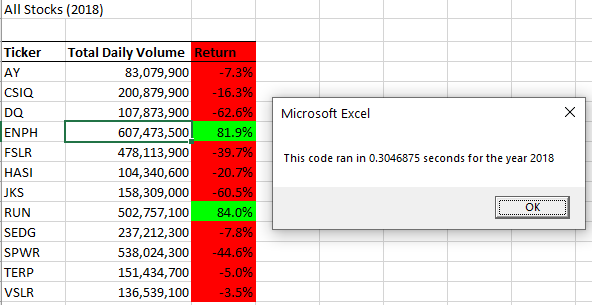 All Stocks (2018)
Ticker Total Daily Volume Return
AY 83,079,900 -7.3%
CSIQ 200,879,900 -16.3%
DQ 107,873,900 -62.6%
ENPH 607,473,500 81.9%
FSLR 478,113,900 -39.7%
HASI 104,340,600 -20.7%
JKS 158,309,000 -60.5%
RUN 502,757,100 84.0%
SEDG 237,212,300 -7.8%
SPWR 538,024,300 -44.6%
TERP 151,434,700 -5.0%
VSLR 136,539,100 -3.5%
Microsoft Excel
This code ran in 0.3046875 seconds for the year 2018
OK